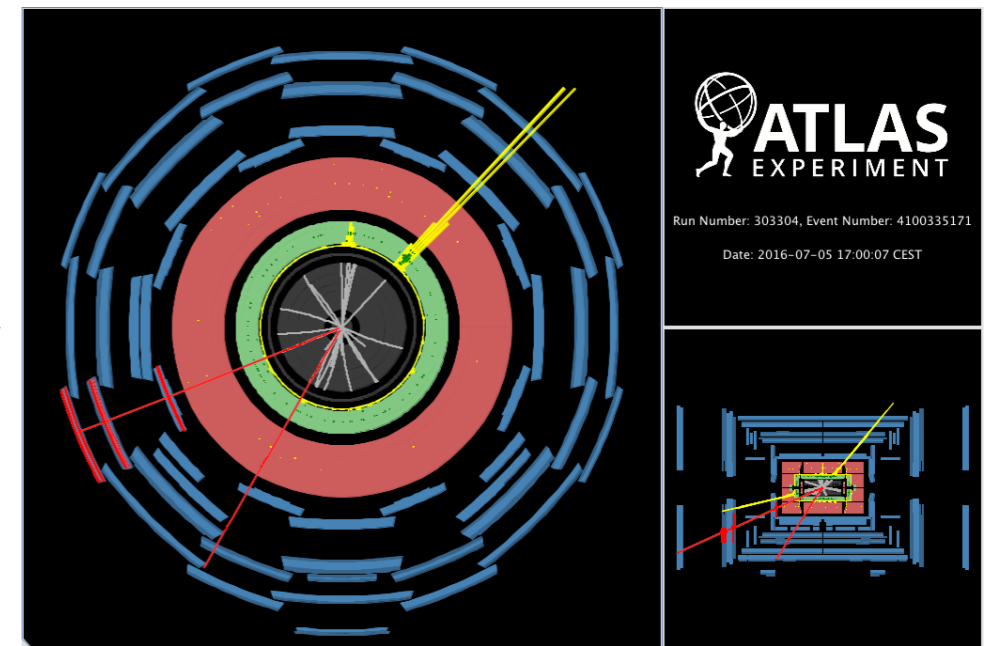 ATLAS
EXPERIMENT
Run Number: 303304, Event Number: 4100335171
Date: 2016-07-05 17:00:07 CEST